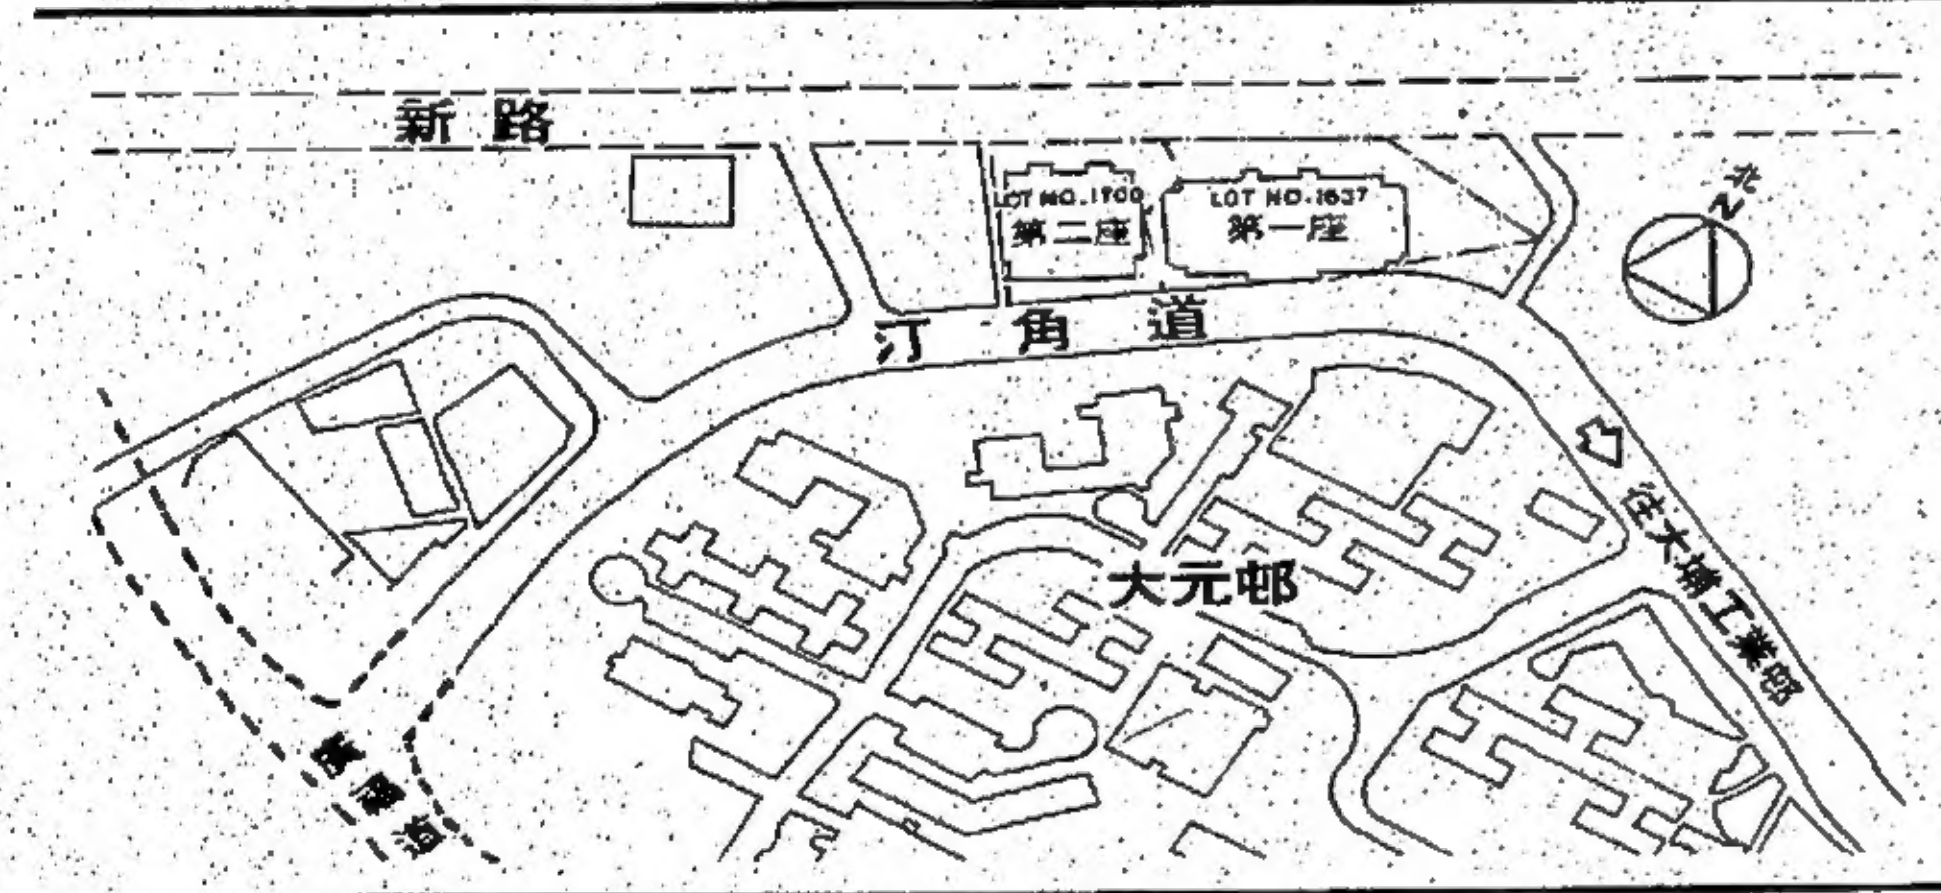 新路
LOT NO.1700
第二座
LOT NO.1637
第一座
北
N
汀角道
往大埔工業邨
大元邨